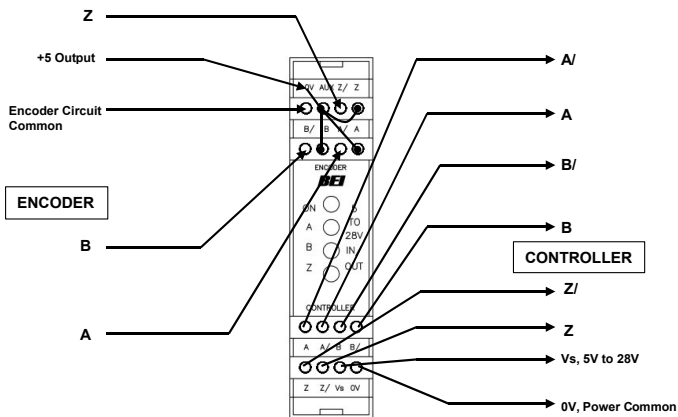 Z
+5 Output
Encoder Circuit
Common
ENCODER
B
A
0V AUX Z/ Z
B/ B A/ A
ENCODER
BEI
ON 5
A TO
28V
B IN
Z OUT
CONTROLLER
A A/ B B/
Z Z/ Vs 0V
A/
A
B/
B
CONTROLLER
Z/
Z
Vs, 5V to 28V
0V, Power Common